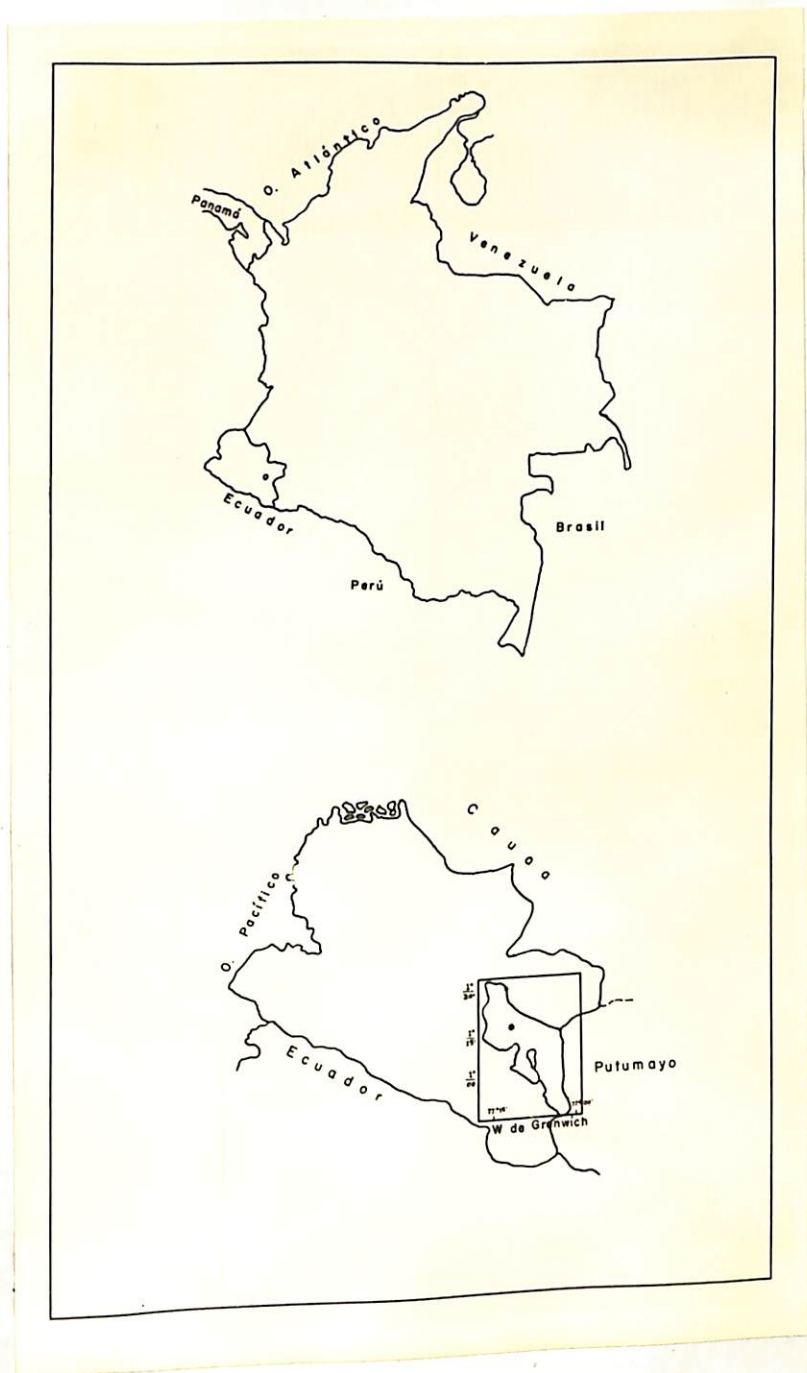 O. Atlántico
Panamá
Venezuela
Ecuador
Brasil
Perú
Cauca
O. Pacífico
Ecuador
Putumayo
W de Grenwich